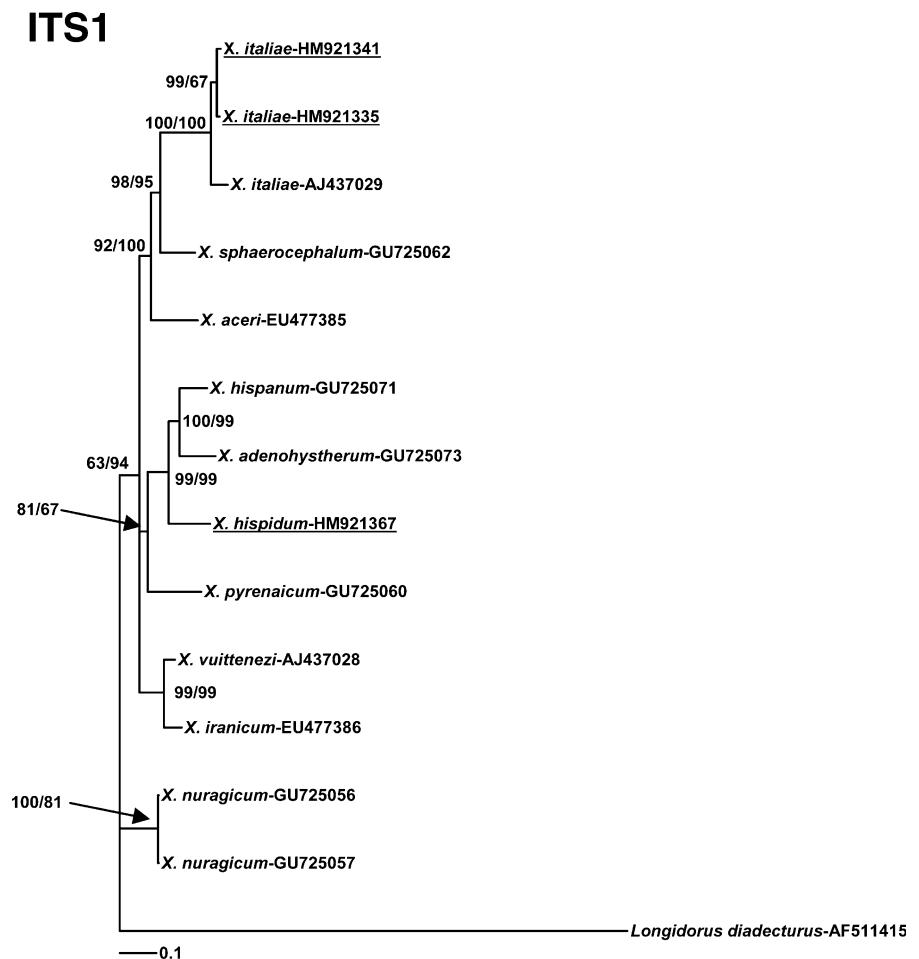 ITS1
X. italiae-HM921341
99/67
X. italiae-HM921335
100/100
X. italiae-AJ437029
98/95
92/100
X. sphaerocephalum-GU725062
X. aceri-EU477385
X. hispanum-GU725071
100/99
X. adenohystherum-GU725073
63/94
99/99
81/67
X. hispidum-HM921367
X. pyrenaicum-GU725060
X. vuittenezi-AJ437028
99/99
X. iranicum-EU477386
X. nuragicum-GU725056
100/81
X. nuragicum-GU725057
Longidorus diadecturus-AF511415
0.1